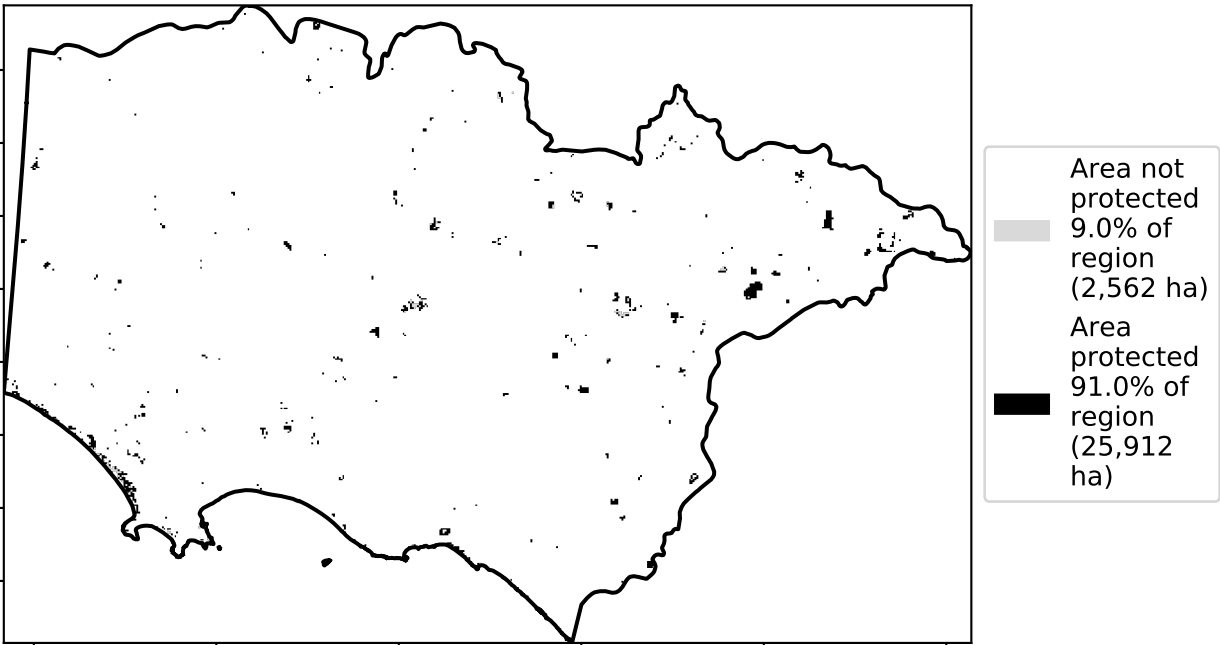 Area not
protected
9.0% of
region
(2,562 ha)
Area
protected
91.0% of
region
(25,912
ha)